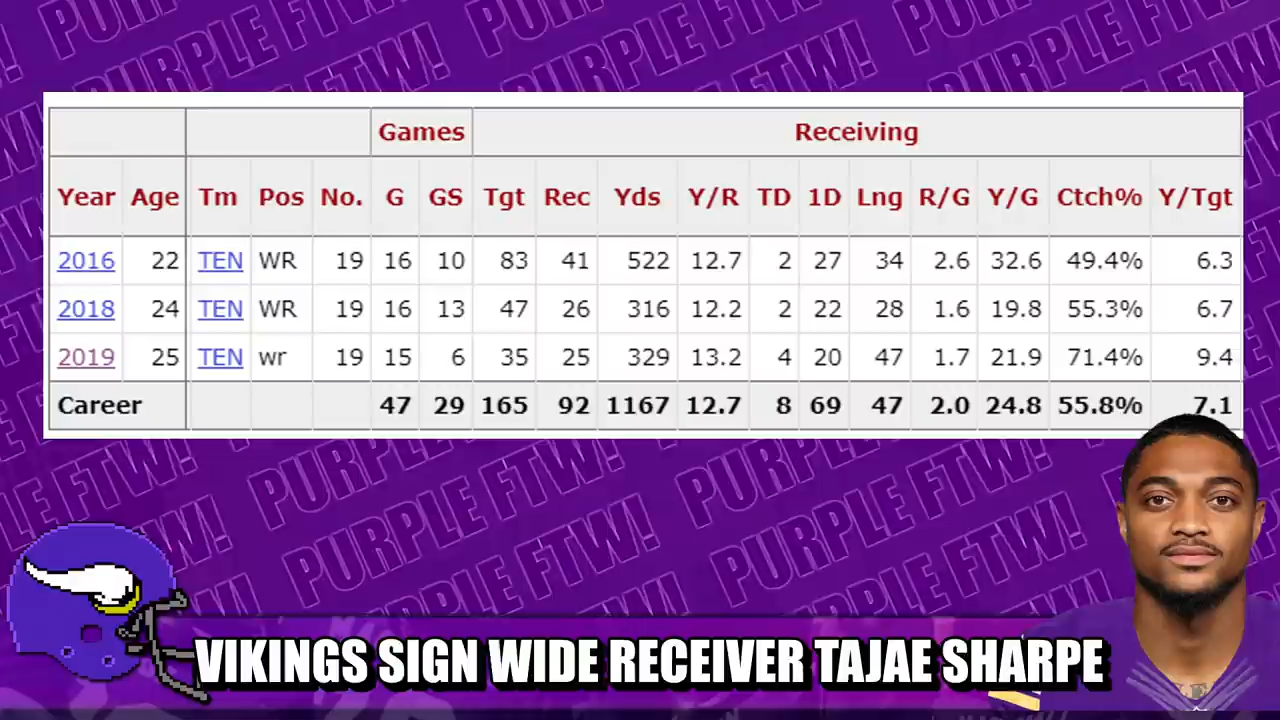 PURPLE FTW!
Games Receiving
Year Age Tm Pos No. G GS Tgt Rec Yds Y/R TD 1D Lng R/G Y/G Ctch% Y/Tgt
2016 22 TEN WR 19 16 10 83 41 522 12.7 2 27 34 2.6 32.6 49.4% 6.3
2018 24 TEN WR 19 16 13 47 26 316 12.2 2 22 28 1.6 19.8 55.3% 6.7
2019 25 TEN wr 19 15 6 35 25 329 13.2 4 20 47 1.7 21.9 71.4% 9.4
Career 47 29 165 92 1167 12.7 8 69 47 2.0 24.8 55.8% 7.1
VIKINGS SIGN WIDE RECEIVER TAJAE SHARPE